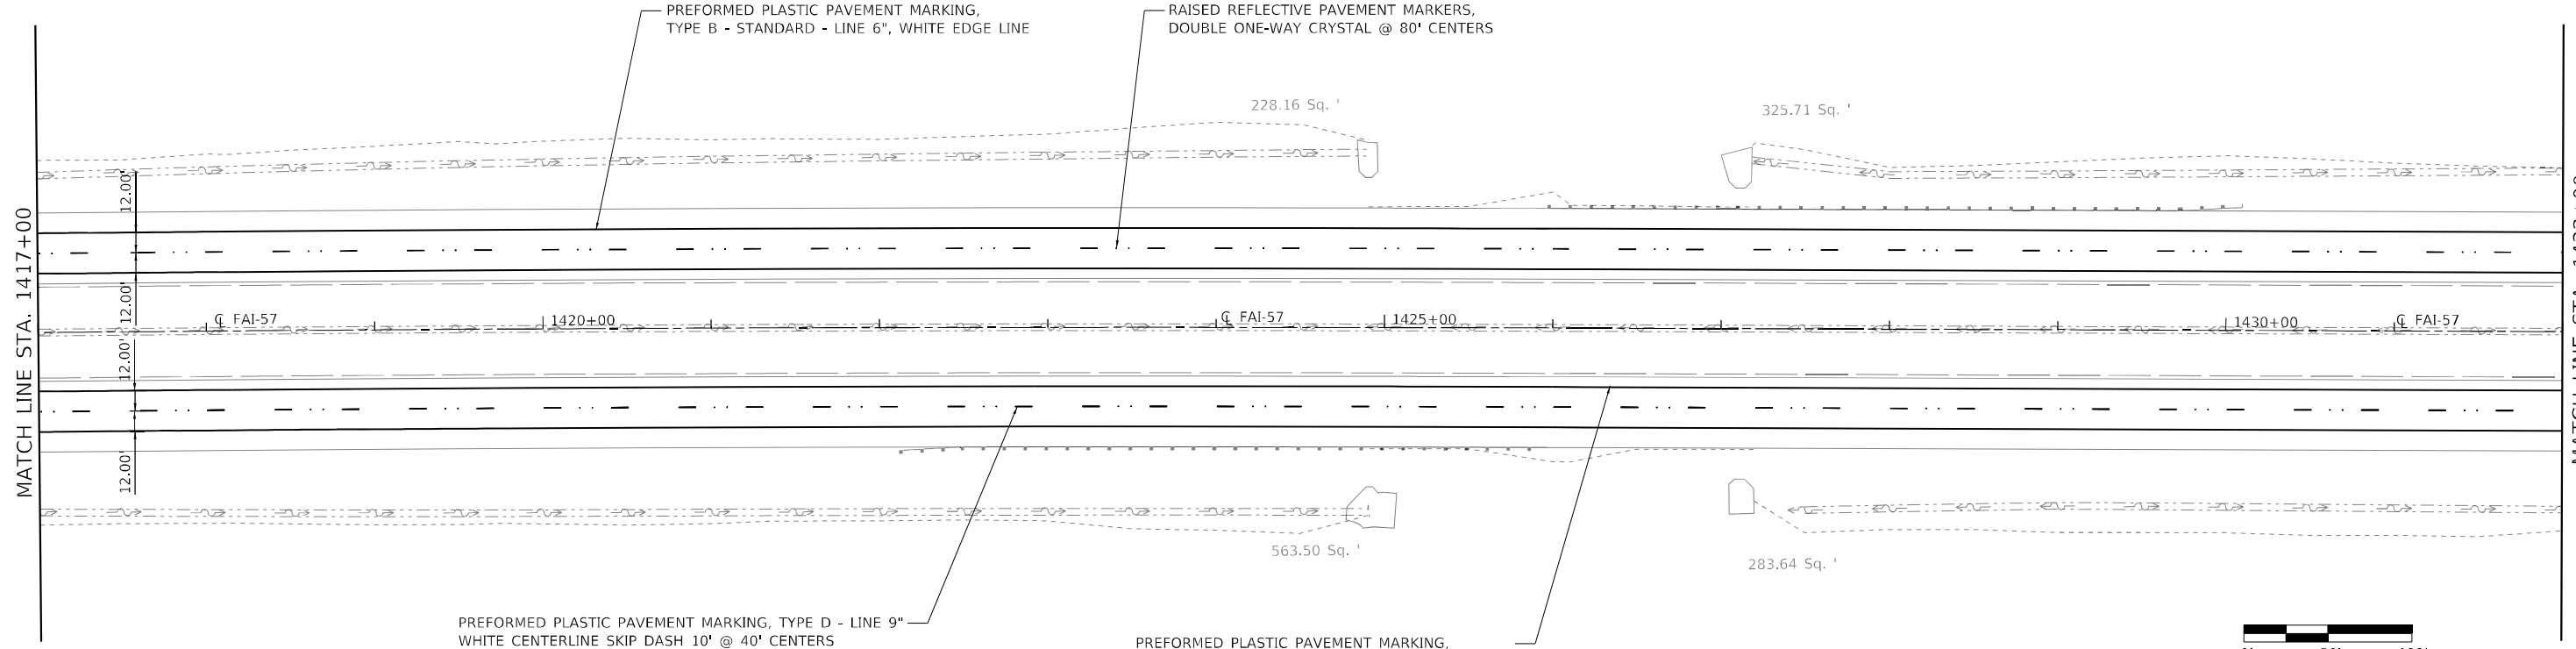 PREFORMED PLASTIC PAVEMENT MARKING,
TYPE B - STANDARD - LINE 6", WHITE EDGE LINE
RAISED REFLECTIVE PAVEMENT MARKERS,
DOUBLE ONE-WAY CRYSTAL @ 80' CENTERS
228.16 Sq. '
325.71 Sq. '
12.00'
12.00'
12.00'
12.00'
MATCH LINE STA. 1417+00
℄ FAI-57
1420+00
℄ FAI-57
1425+00
1430+00
℄ FAI-57
563.50 Sq. '
283.64 Sq. '
PREFORMED PLASTIC PAVEMENT MARKING, TYPE D - LINE 9"
WHITE CENTERLINE SKIP DASH 10' @ 40' CENTERS
PREFORMED PLASTIC PAVEMENT MARKING,